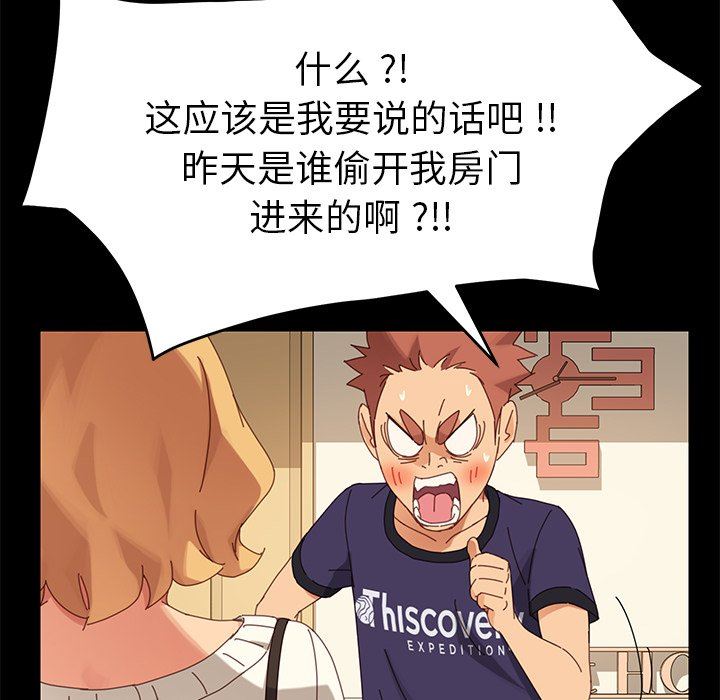 什么 ?!
这应该是我要说的话吧 !!
昨天是谁偷开我房门
进来的啊 ?!!
Thiscovery
EXPEDITION
HO